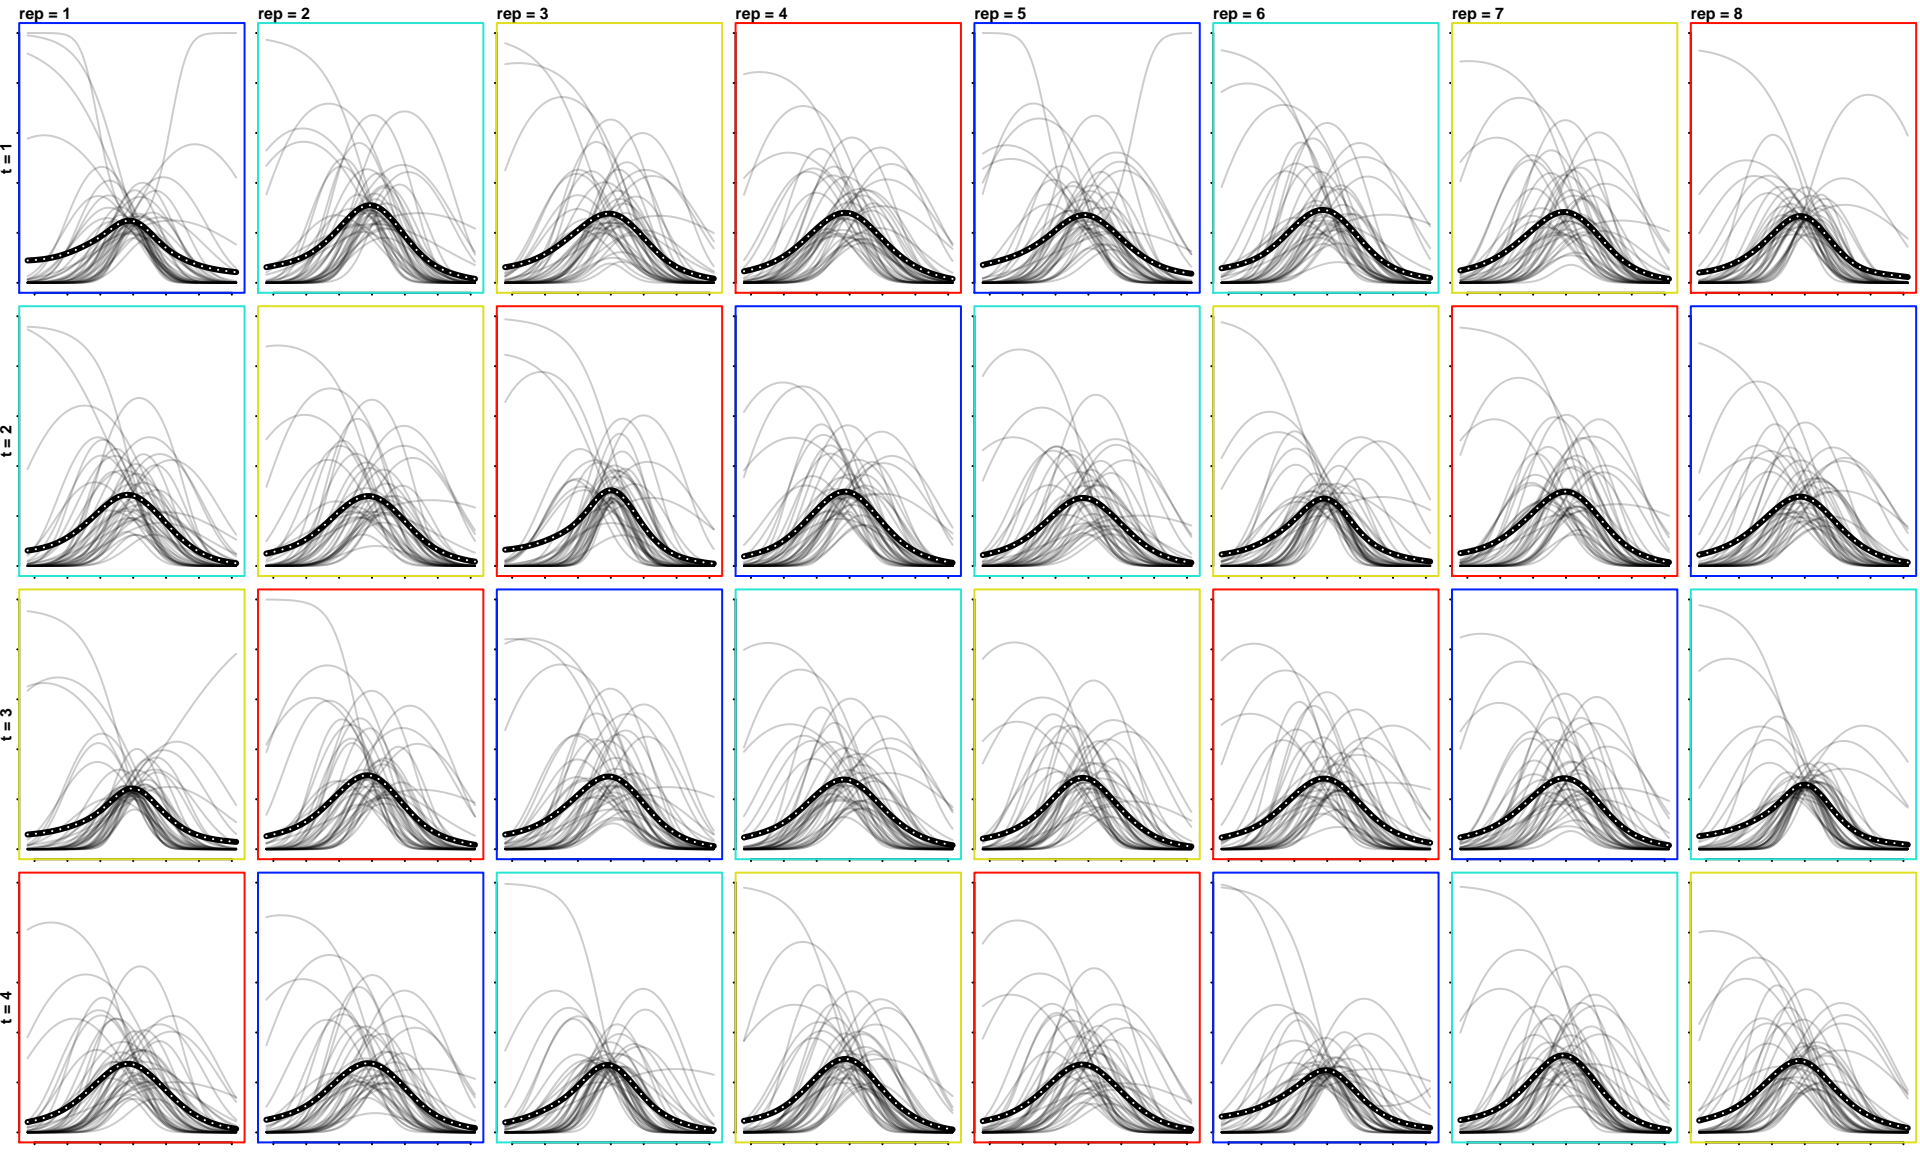 rep = 1
rep = 2
rep = 3
rep = 4
rep = 5
rep = 6
rep = 7
rep = 8
t = 1
t = 2
t = 3
t = 4